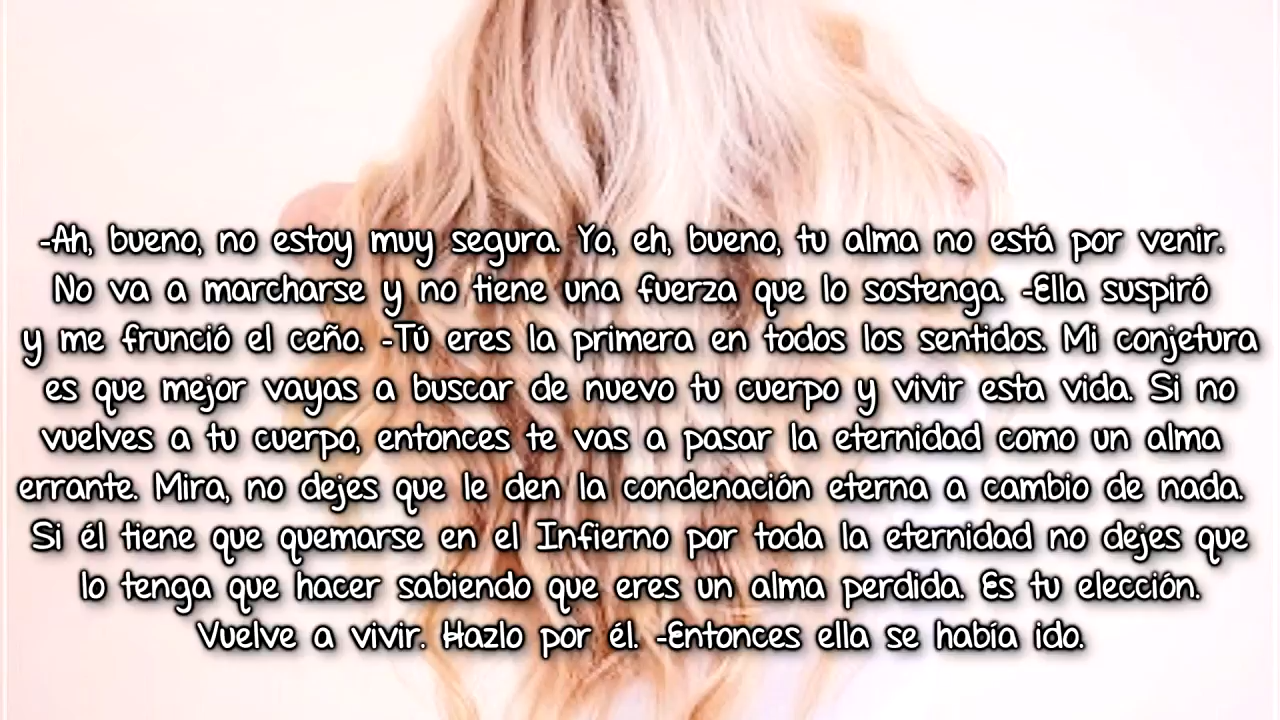 -Ah, bueno, no estoy muy segura. Yo, eh, bueno, tu alma no está por venir.
No va a marcharse y no tiene una fuerza que lo sostenga. -Ella suspiró
y me frunció el ceño. -Tú eres la primera en todos los sentidos. Mi conjetura
es que mejor vayas a buscar de nuevo tu cuerpo y vivir esta vida. Si no
vuelves a tu cuerpo, entonces te vas a pasar la eternidad como un alma
errante. Mira, no dejes que le den la condenación eterna a cambio de nada.
Si él tiene que quemarse en el Infierno por toda la eternidad no dejes que
lo tenga que hacer sabiendo que eres un alma perdida. Es tu elección.
Vuelve a vivir. Hazlo por él. -Entonces ella se había ido.